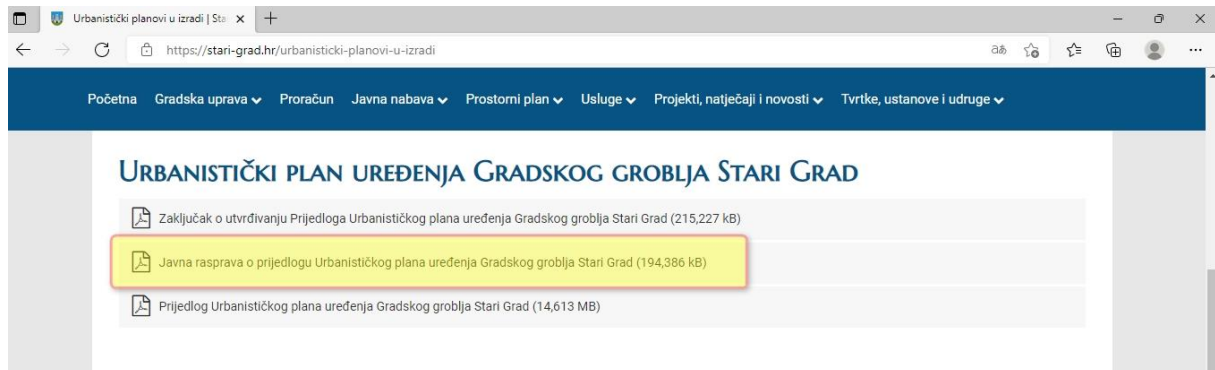 Urbanistički planovi u izradi | Sta
https://stari-grad.hr/urbanisticki-planovi-u-izradi
Početna Gradska uprava Proračun Javna nabava Prostorni plan Usluge Projekti, natječaji i novosti Tvrtke, ustanove i udruge
Urbanistički plan uređenja Gradskog groblja Stari Grad
Zaključak o utvrđivanju Prijedloga Urbanističkog plana uređenja Gradskog groblja Stari Grad (215,227 kB)
Javna rasprava o prijedlogu Urbanističkog plana uređenja Gradskog groblja Stari Grad (194,386 kB)
Prijedlog Urbanističkog plana uređenja Gradskog groblja Stari Grad (14,613 MB)